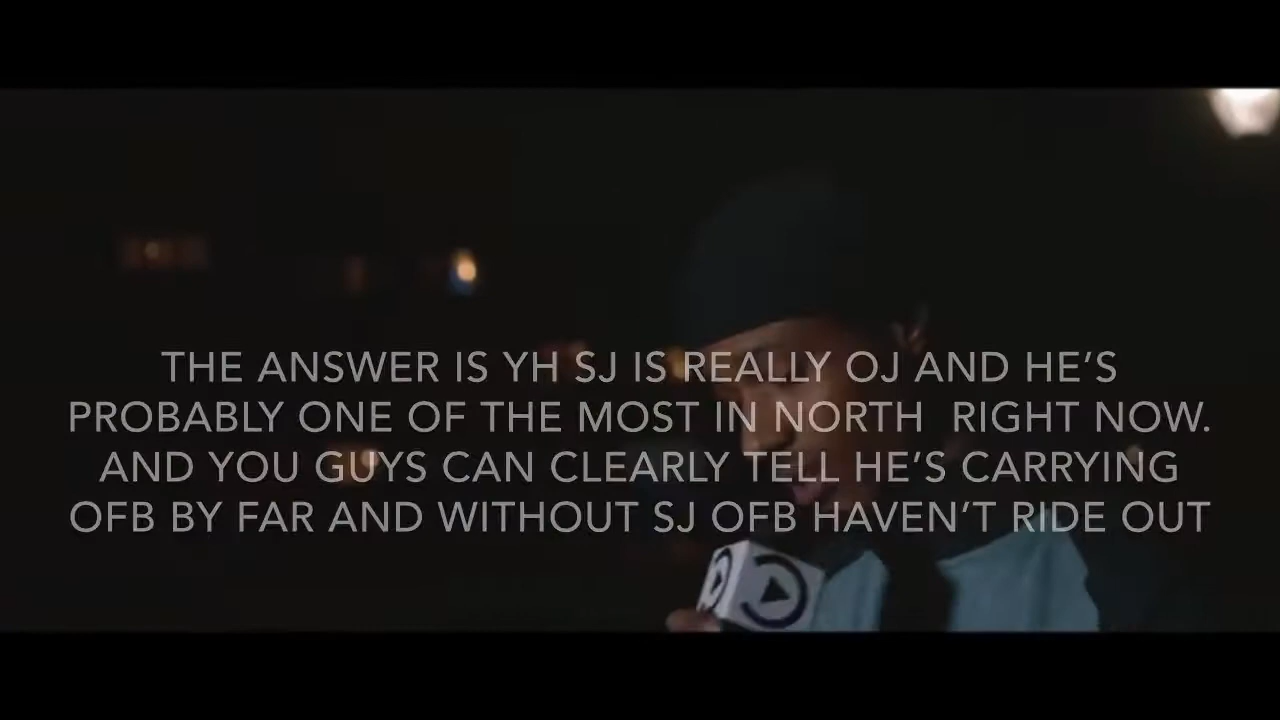 THE ANSWER IS YH SJ IS REALLY OJ AND HE'S
PROBABLY ONE OF THE MOST IN NORTH  RIGHT NOW.
AND YOU GUYS CAN CLEARLY TELL HE'S CARRYING
OFB BY FAR AND WITHOUT SJ OFB HAVEN'T RIDE OUT